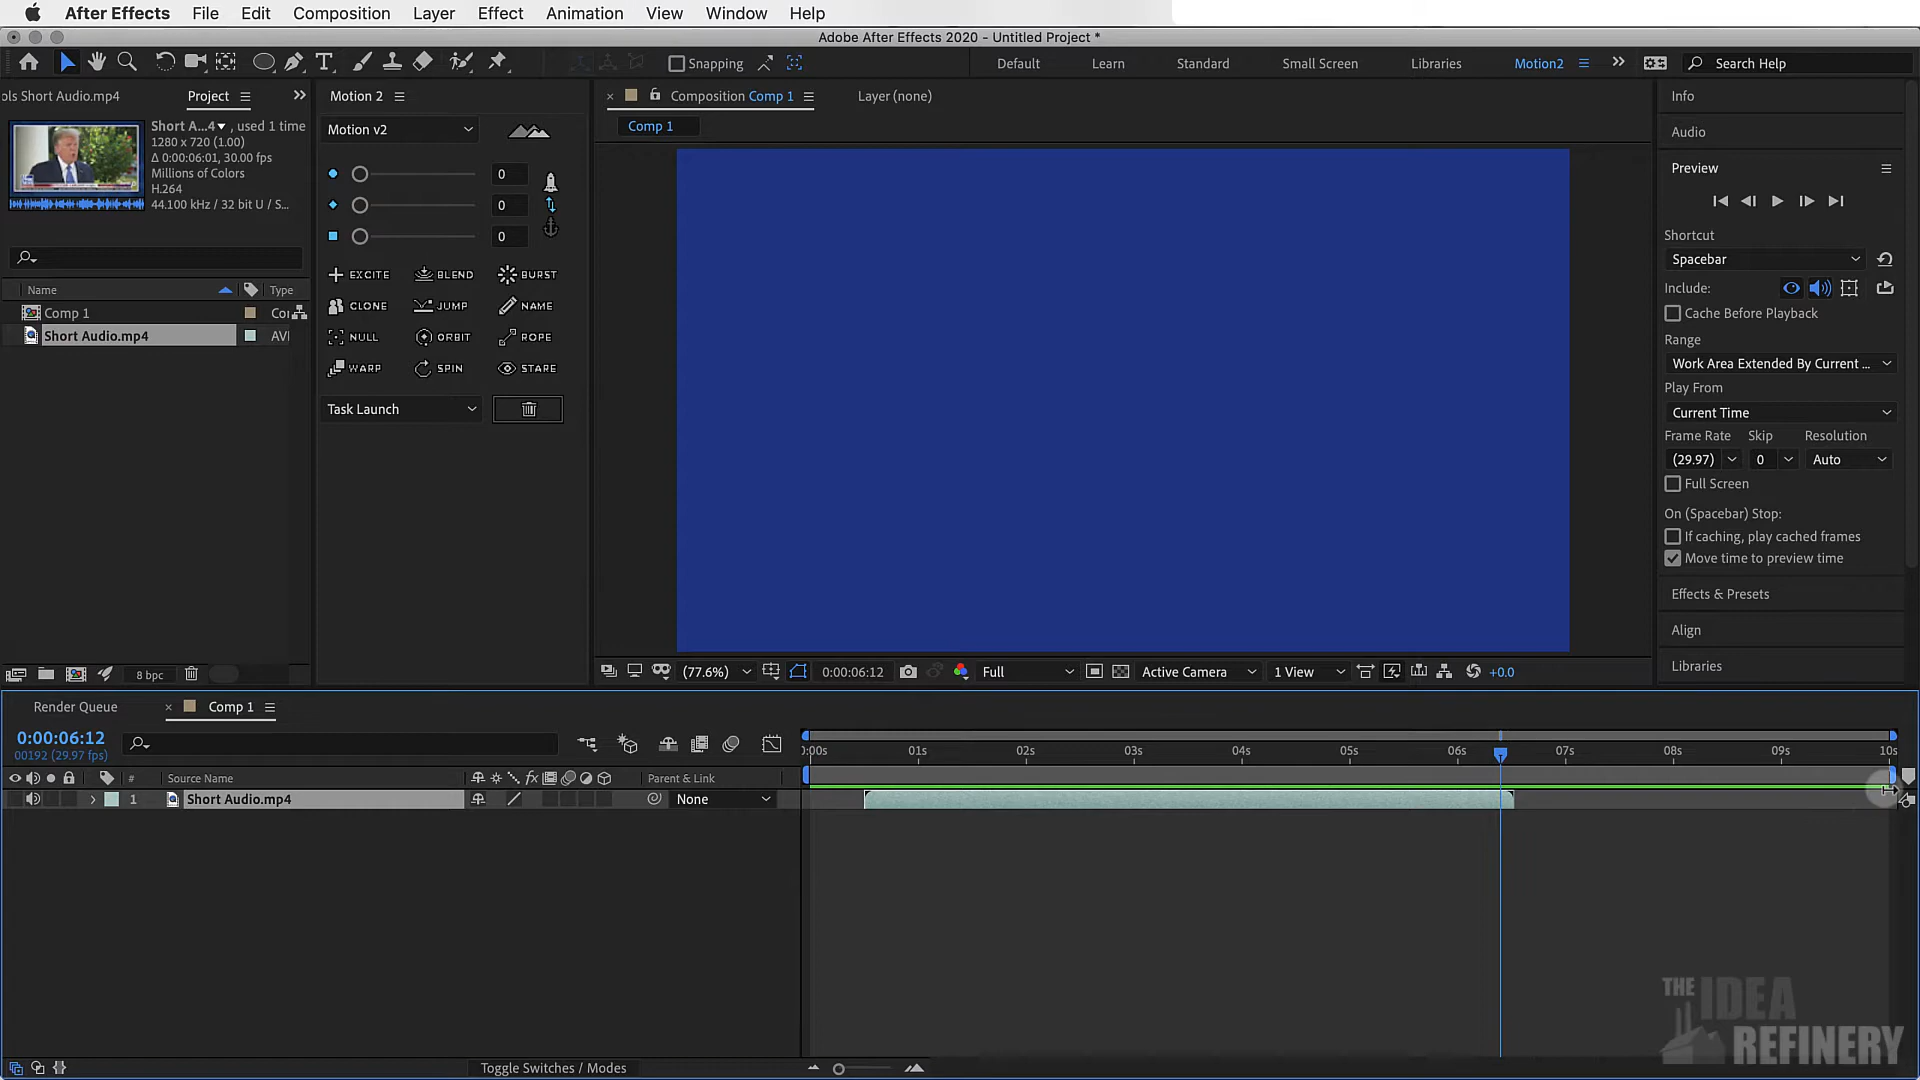 After Effects File Edit Composition Layer Effect Animation View Window Help
Adobe After Effects 2020 - Untitled Project *
Snapping Default Learn Standard Small Screen Libraries Motion2 Search Help
ols Short Audio.mp4 Project
Short A...4 , used 1 time
1280 x 720 (1.00)
Δ 0:00:06:01, 30.00 fps
Millions of Colors
H.264
44.100 kHz / 32 bit U / S...
Name Type
Comp 1
Short Audio.mp4 AVI
8 bpc
Motion 2
Motion v2
0
0
0
EXCITE BLEND BURST
CLONE JUMP NAME
NULL ORBIT ROPE
WARP SPIN STARE
Task Launch
Composition Comp 1 Layer (none)
Comp 1
(77.6%) 0:00:06:12 Full Active Camera 1 View +0.0
Info
Audio
Preview
Shortcut
Spacebar
Include:
Cache Before Playback
Range
Work Area Extended By Current ...
Play From
Current Time
Frame Rate Skip Resolution
(29.97) 0 Auto
Full Screen
On (Spacebar) Stop:
If caching, play cached frames
Move time to preview time
Effects & Presets
Align
Libraries
Render Queue Comp 1
0:00:06:12
00192 (29.97 fps)
):00s 01s 02s 03s 04s 05s 06s 07s 08s 09s 10s
# Source Name fx Parent & Link
1 Short Audio.mp4 None
Toggle Switches / Modes
THE IDEA
REFINERY